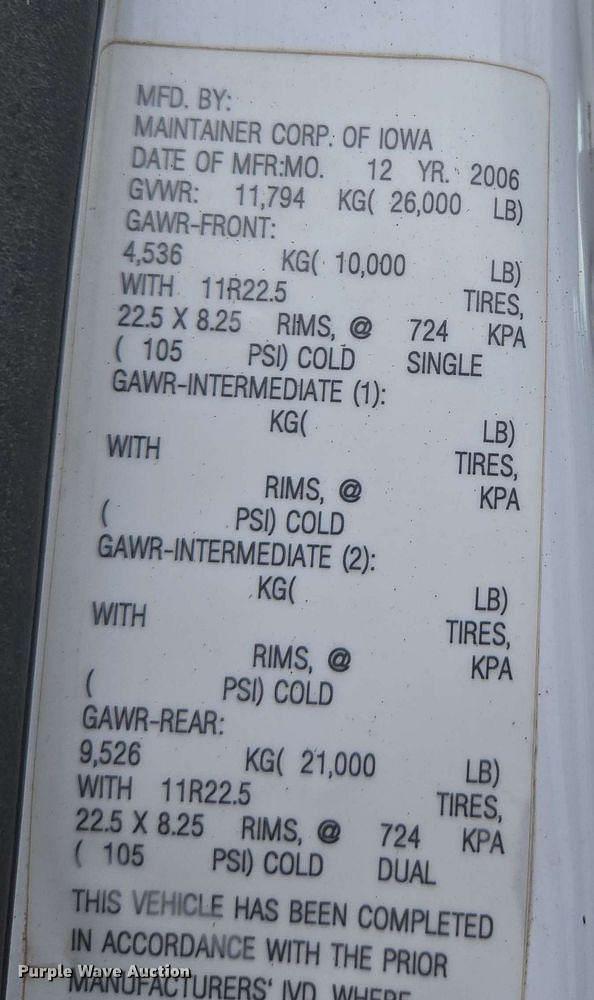 MFD. BY:
MAINTAINER CORP. OF IOWA
DATE OF MFR:MO. 12 YR. 2006
GVWR: 11,794 KG( 26,000 LB)
GAWR-FRONT:
4,536 KG( 10,000 LB)
WITH 11R22.5 TIRES,
22.5 X 8.25 RIMS, @ 724 KPA
( 105 PSI) COLD SINGLE
GAWR-INTERMEDIATE (1):
KG( LB)
WITH TIRES,
RIMS, @ KPA
( PSI) COLD
GAWR-INTERMEDIATE (2):
KG( LB)
WITH TIRES,
RIMS, @ KPA
( PSI) COLD
GAWR-REAR:
9,526 KG( 21,000 LB)
WITH 11R22.5 TIRES,
22.5 X 8.25 RIMS, @ 724 KPA
( 105 PSI) COLD DUAL
THIS VEHICLE HAS BEEN COMPLETED
IN ACCORDANCE WITH THE PRIOR
MANUFACTURERS' IVD, WHERE
Purple Wave Auction